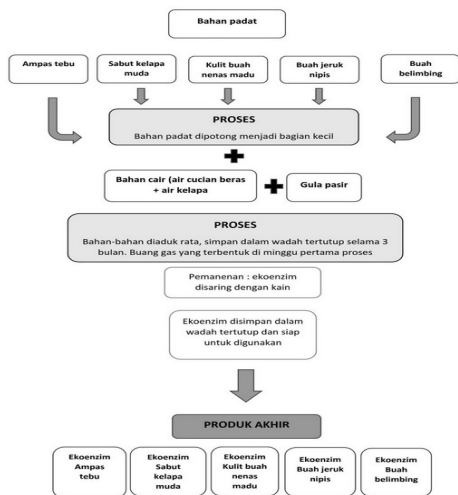 Bahan padat
Ampas tebu
Sabut kelapa
muda
Kulit buah
nenas madu
Buah jeruk
nipis
Buah
belimbing
PROSES
Bahan padat dipotong menjadi bagian kecil
Bahan cair (air cucian beras
+ air kelapa
Gula pasir
PROSES
Bahan-bahan diaduk rata, simpan dalam wadah tertutup selama 3
bulan. Buang gas yang terbentuk di minggu pertama proses
Pemanenan : ekoenzim
disaring dengan kain
Ekoenzim disimpan dalam
wadah tertutup dan siap
untuk digunakan
PRODUK AKHIR
Ekoenzim
Ampas
tebu
Ekoenzim
Sabut
kelapa
muda
Ekoenzim
Kulit buah
nenas
madu
Ekoenzim
Buah jeruk
nipis
Ekoenzim
Buah
belimbing